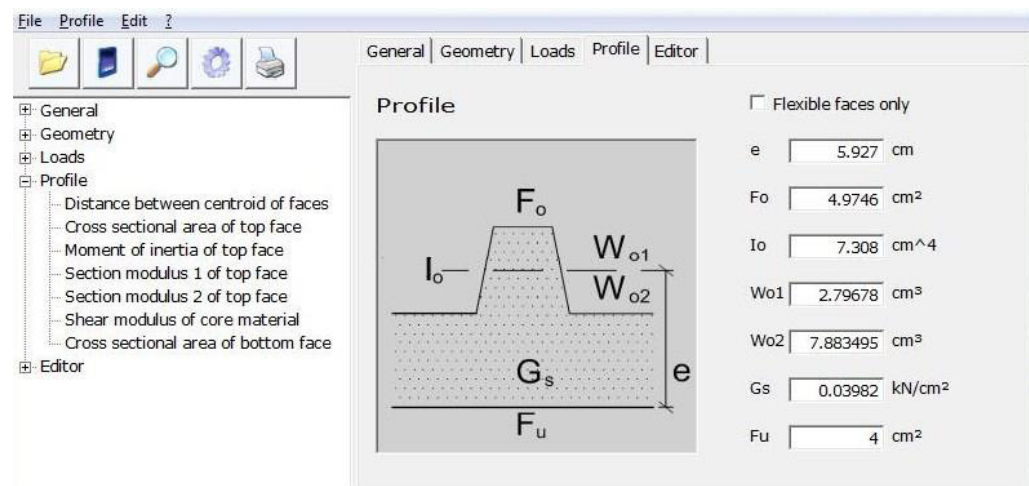 File Profile Edit ?
General Geometry Loads Profile Editor
General
Geometry
Loads
Profile
Distance between centroid of faces
Cross sectional area of top face
Moment of inertia of top face
Section modulus 1 of top face
Section modulus 2 of top face
Shear modulus of core material
Cross sectional area of bottom face
Editor
Profile
Fo
Wo1
Io
Wo2
Gs
e
Fu
Flexible faces only
e 5.927 cm
Fo 4.9746 cm²
Io 7.308 cm^4
Wo1 2.79678 cm³
Wo2 7.883495 cm³
Gs 0.03982 kN/cm²
Fu 4 cm²